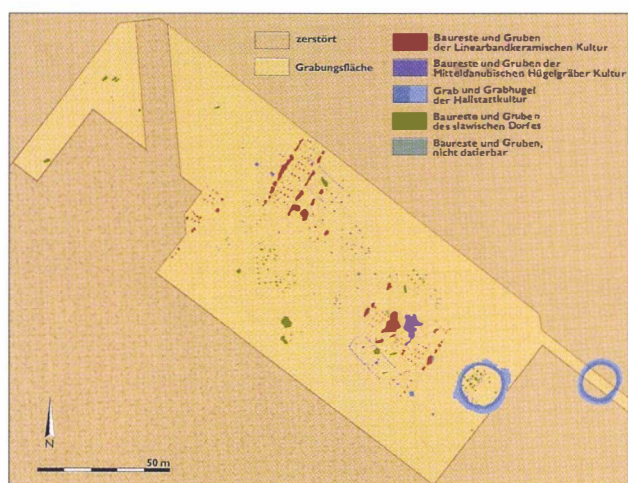 zerstört
Grabungsfläche
Baureste und Gruben
der Linearbandkeramischen Kultur
Baureste und Gruben der
Mitteldanubischen Hügelgräber Kultur
Grab und Grabhugel
der Hallstattkultur
Baureste und Gruben
des slawischen Dorfes
Baureste und Gruben,
nicht datierbar
N
50 m